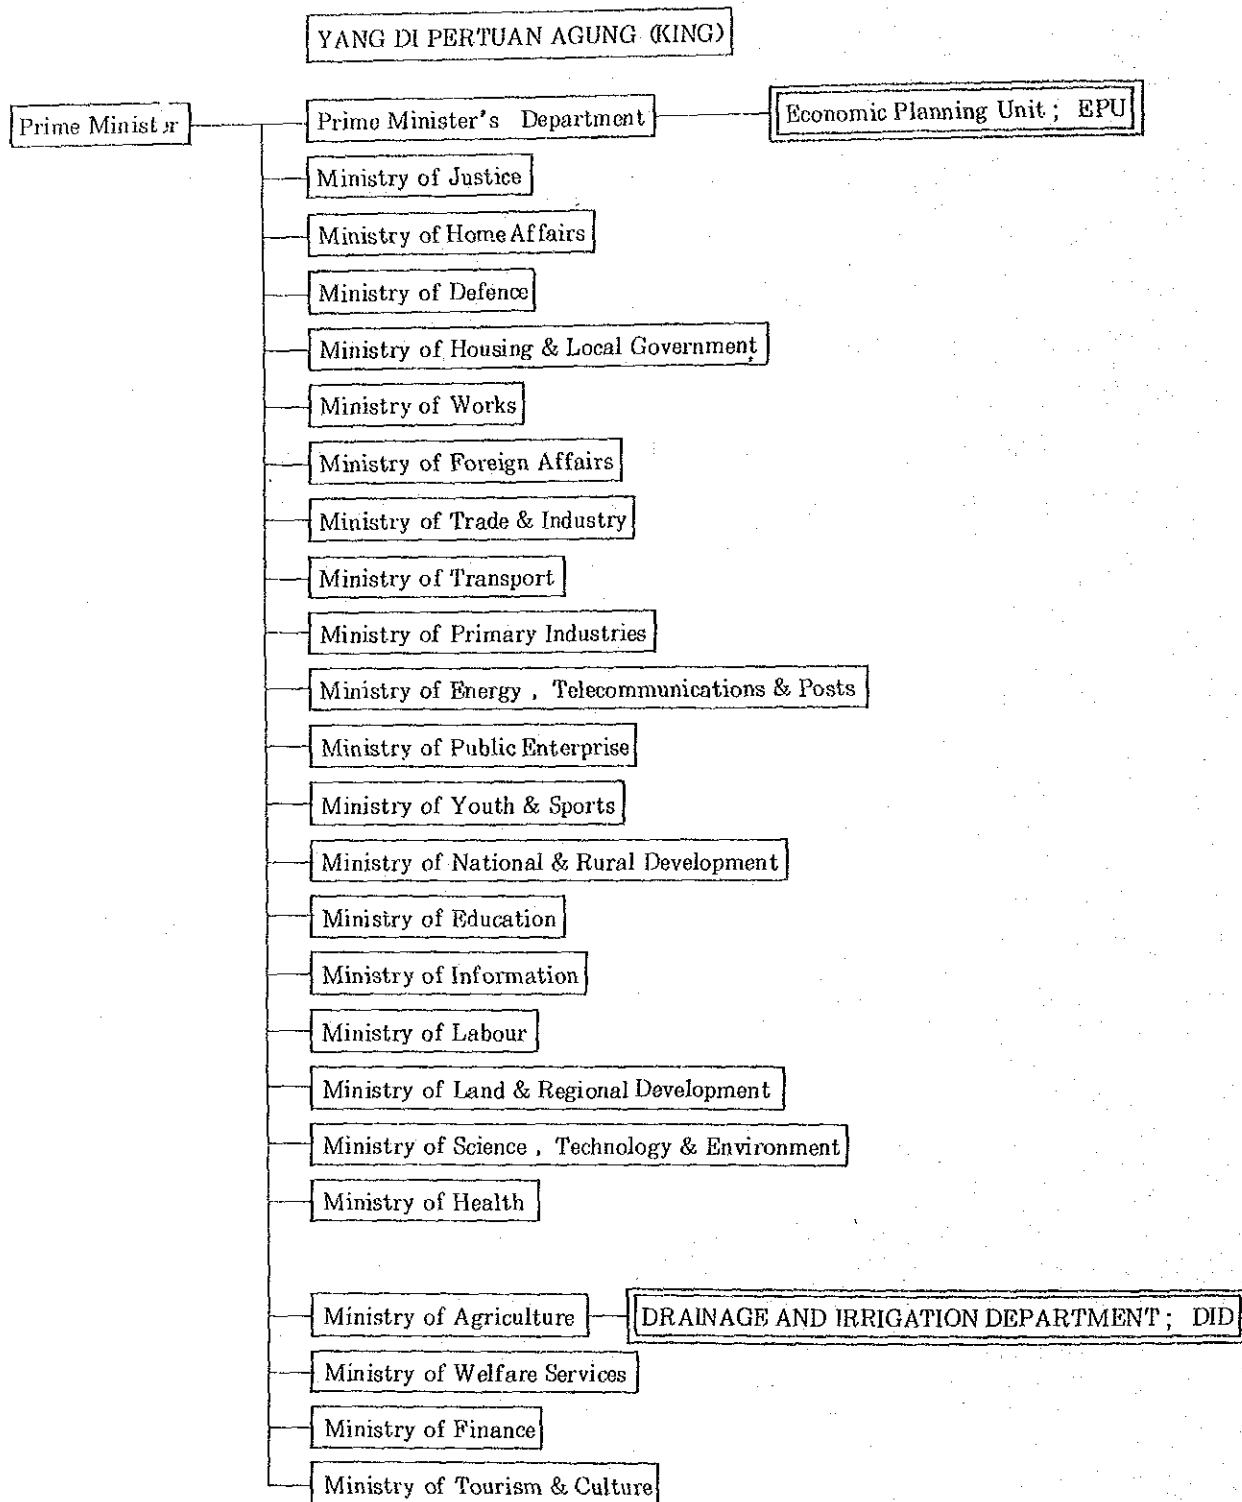 YANG DI PERTUAN AGUNG (KING)
Prime Minister
Prime Minister's Department
Economic Planning Unit ; EPU
Ministry of Justice
Ministry of Home Affairs
Ministry of Defence
Ministry of Housing & Local Government
Ministry of Works
Ministry of Foreign Affairs
Ministry of Trade & Industry
Ministry of Transport
Ministry of Primary Industries
Ministry of Energy , Telecommunications & Posts
Ministry of Public Enterprise
Ministry of Youth & Sports
Ministry of National & Rural Development
Ministry of Education
Ministry of Information
Ministry of Labour
Ministry of Land & Regional Development
Ministry of Science , Technology & Environment
Ministry of Health
Ministry of Agriculture
DRAINAGE AND IRRIGATION DEPARTMENT ; DID
Ministry of Welfare Services
Ministry of Finance
Ministry of Tourism & Culture